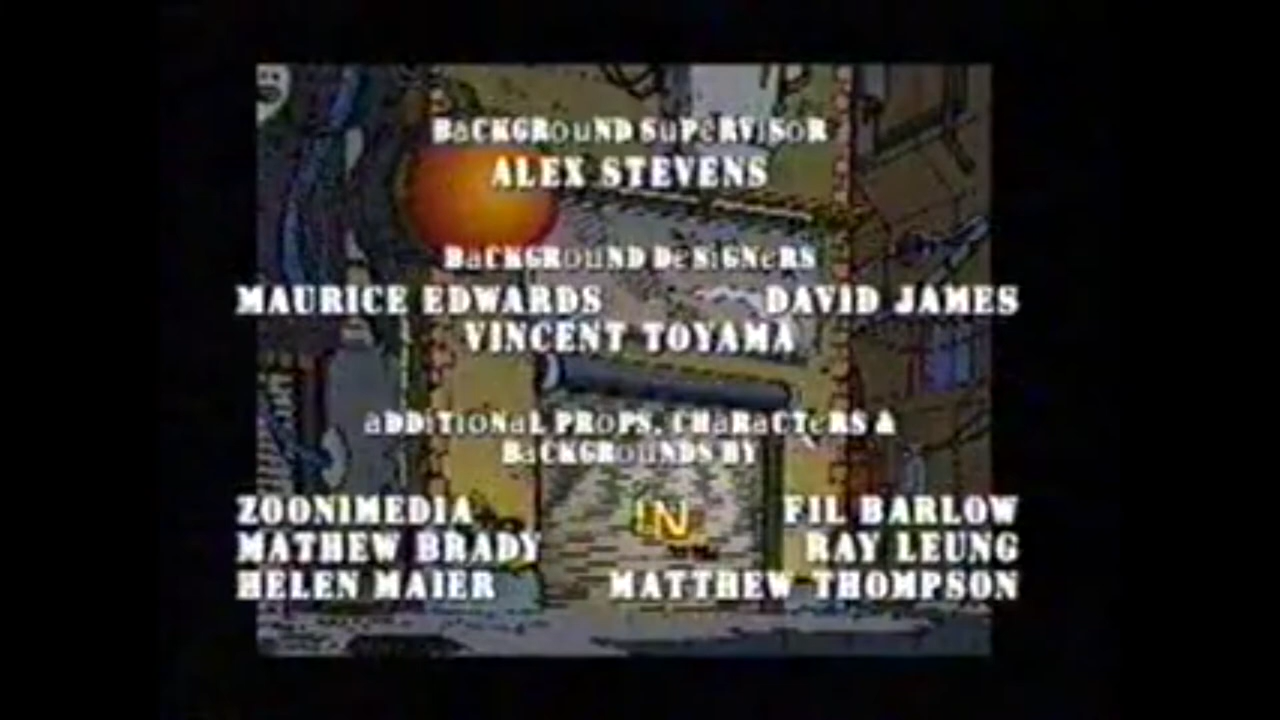 BaCKGRouND SuPeRViSoR
ALEX STEVENS
BaCKGRouND DeSiGNeRS
MAURICE EDWARDS DAVID JAMES
VINCENT TOYAMA
aDDiTioNaL PRoPS, CHaRaCTeRS &
BaCKGRouNDS BY
ZOONIMEDIA FIL BARLOW
IN
MATHEW BRADY RAY LEUNG
HELEN MAIER MATTHEW THOMPSON